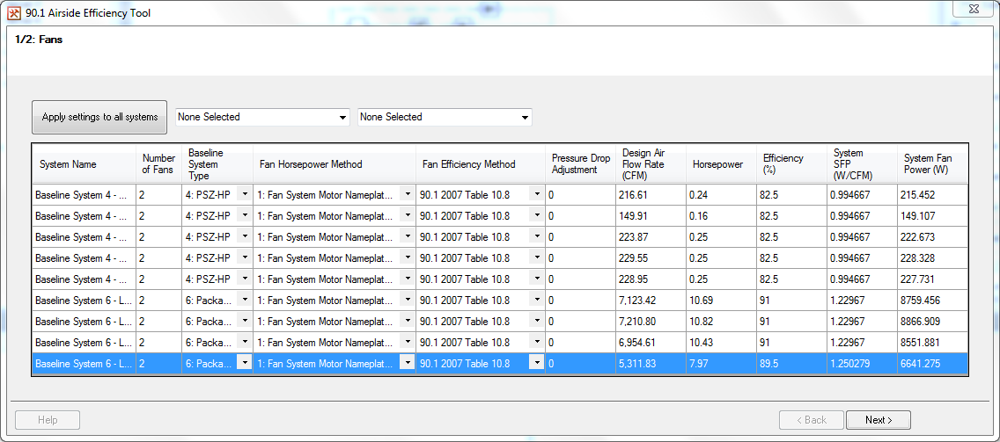 90.1 Airside Efficiency Tool
1/2: Fans
Apply settings to all systems None Selected None Selected
System Name Number of Fans Baseline System Type Fan Horsepower Method Fan Efficiency Method Pressure Drop Adjustment Design Air Flow Rate (CFM) Horsepower Efficiency (%) System SFP (W/CFM) System Fan Power (W)
Baseline System 4 - ... 2 4: PSZ-HP 1: Fan System Motor Nameplat... 90.1 2007 Table 10.8 0 216.61 0.24 82.5 0.994667 215.452
Baseline System 4 - ... 2 4: PSZ-HP 1: Fan System Motor Nameplat... 90.1 2007 Table 10.8 0 149.91 0.16 82.5 0.994667 149.107
Baseline System 4 - ... 2 4: PSZ-HP 1: Fan System Motor Nameplat... 90.1 2007 Table 10.8 0 223.87 0.25 82.5 0.994667 222.673
Baseline System 4 - ... 2 4: PSZ-HP 1: Fan System Motor Nameplat... 90.1 2007 Table 10.8 0 229.55 0.25 82.5 0.994667 228.328
Baseline System 4 - ... 2 4: PSZ-HP 1: Fan System Motor Nameplat... 90.1 2007 Table 10.8 0 228.95 0.25 82.5 0.994667 227.731
Baseline System 6 - L... 2 6: Packa... 1: Fan System Motor Nameplat... 90.1 2007 Table 10.8 0 7,123.42 10.69 91 1.22967 8759.456
Baseline System 6 - L... 2 6: Packa... 1: Fan System Motor Nameplat... 90.1 2007 Table 10.8 0 7,210.80 10.82 91 1.22967 8866.909
Baseline System 6 - L... 2 6: Packa... 1: Fan System Motor Nameplat... 90.1 2007 Table 10.8 0 6,954.61 10.43 91 1.22967 8551.881
Baseline System 6 - L... 2 6: Packa... 1: Fan System Motor Nameplat... 90.1 2007 Table 10.8 0 5,311.83 7.97 89.5 1.250279 6641.275
Help < Back Next >